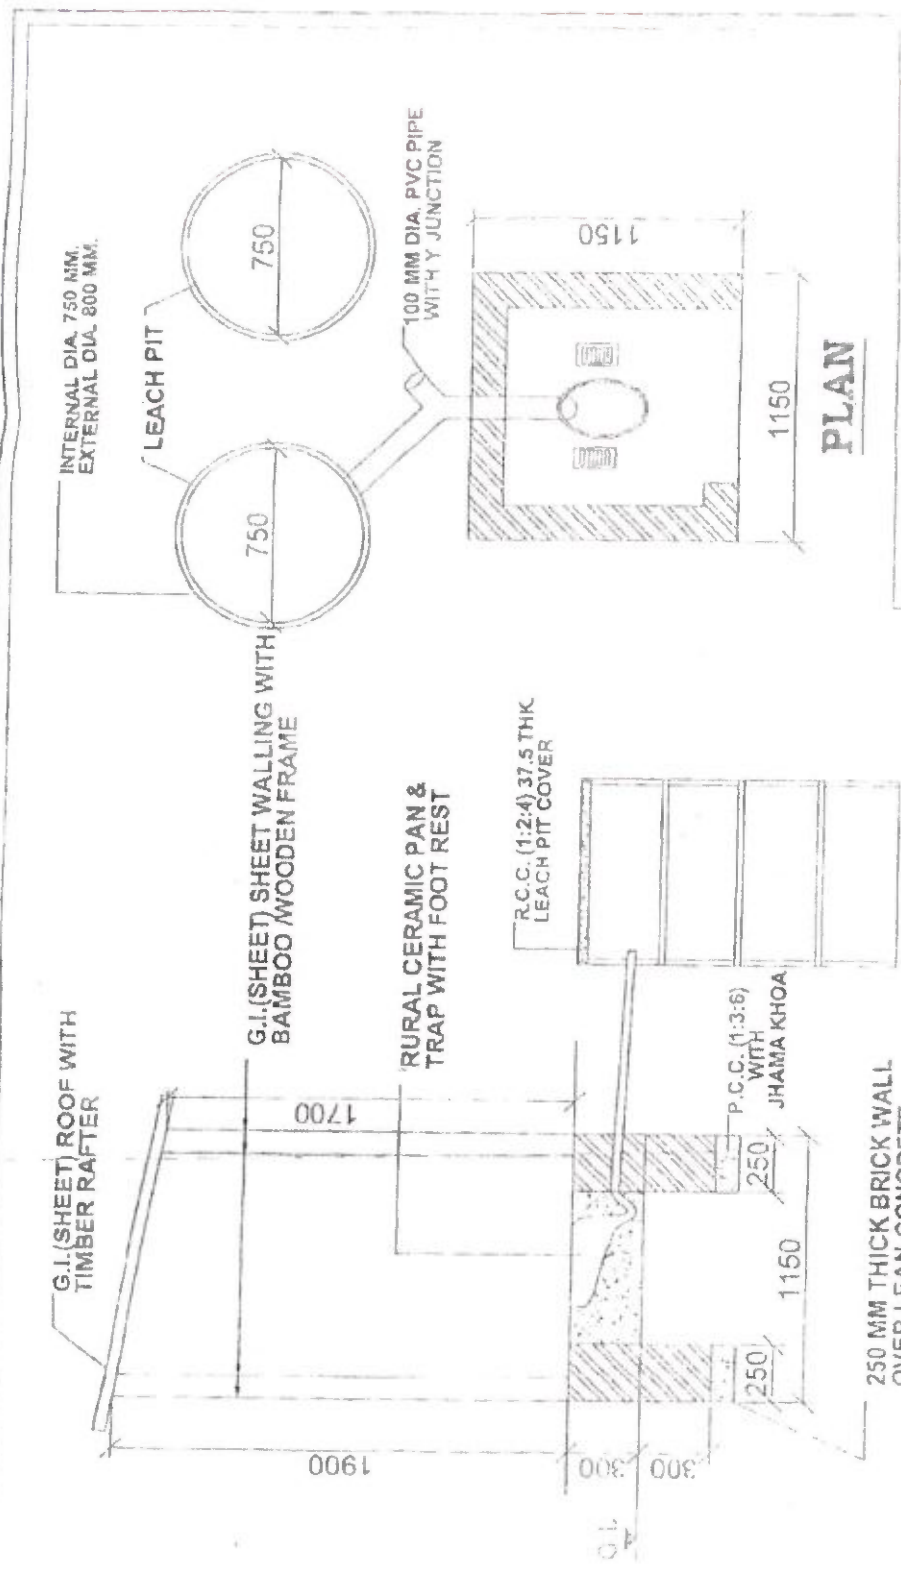 INTERNAL DIA. 750 MM.
EXTERNAL DIA. 800 MM.
LEACH PIT
750
750
100 MM DIA. PVC PIPE
WITH Y JUNCTION
1150
1150
PLAN
G.I.(SHEET) ROOF WITH
TIMBER RAFTER
G.I.(SHEET) SHEET WALLING WITH
BAMBOO /WOODEN FRAME
RURAL CERAMIC PAN &
TRAP WITH FOOT REST
R.C.C. (1:2:4) 37.5 THK.
LEACH PIT COVER
1700
1900
300
300
P.C.C. (1:3:6)
WITH
JHAMA KHOA
250
250
1150
250 MM THICK BRICK WALL
OVER LEAN CONCRETE